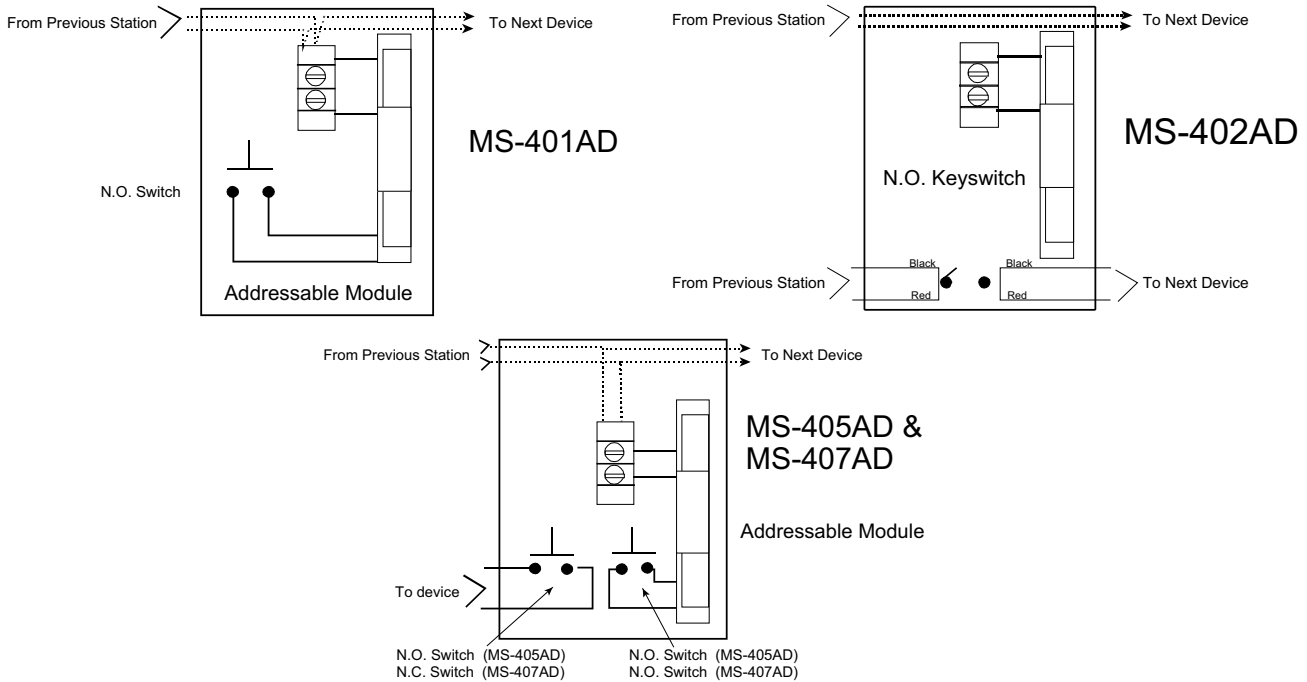 From Previous Station
To Next Device
MS-401AD
N.O. Switch
Addressable Module
From Previous Station
To Next Device
MS-402AD
N.O. Keyswitch
Black
Black
From Previous Station
To Next Device
Red
Red
From Previous Station
To Next Device
MS-405AD &
MS-407AD
Addressable Module
To device
N.O. Switch (MS-405AD)
N.C. Switch (MS-407AD)
N.O. Switch (MS-405AD)
N.O. Switch (MS-407AD)